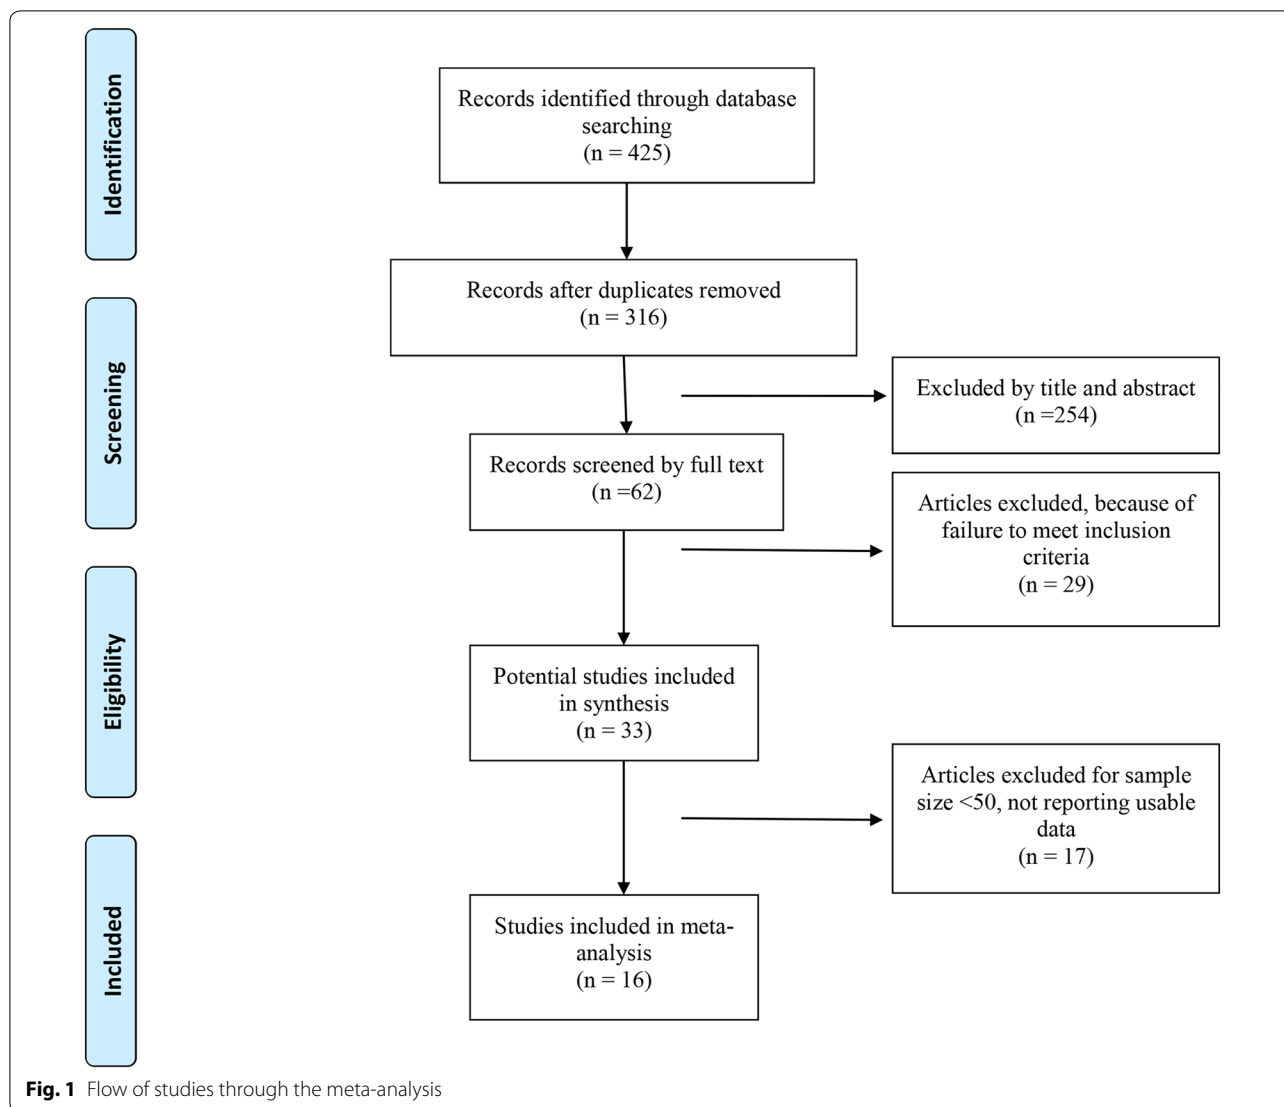 Identification
Records identified through database
searching
(n = 425)
Records after duplicates removed
(n = 316)
Screening
Excluded by title and abstract
(n =254)
Records screened by full text
(n =62)
Articles excluded, because of
failure to meet inclusion
criteria
(n = 29)
Eligibility
Potential studies included
in synthesis
(n = 33)
Articles excluded for sample
size <50, not reporting usable
data
(n = 17)
Included
Studies included in meta-
analysis
(n = 16)
Fig. 1 Flow of studies through the meta-analysis